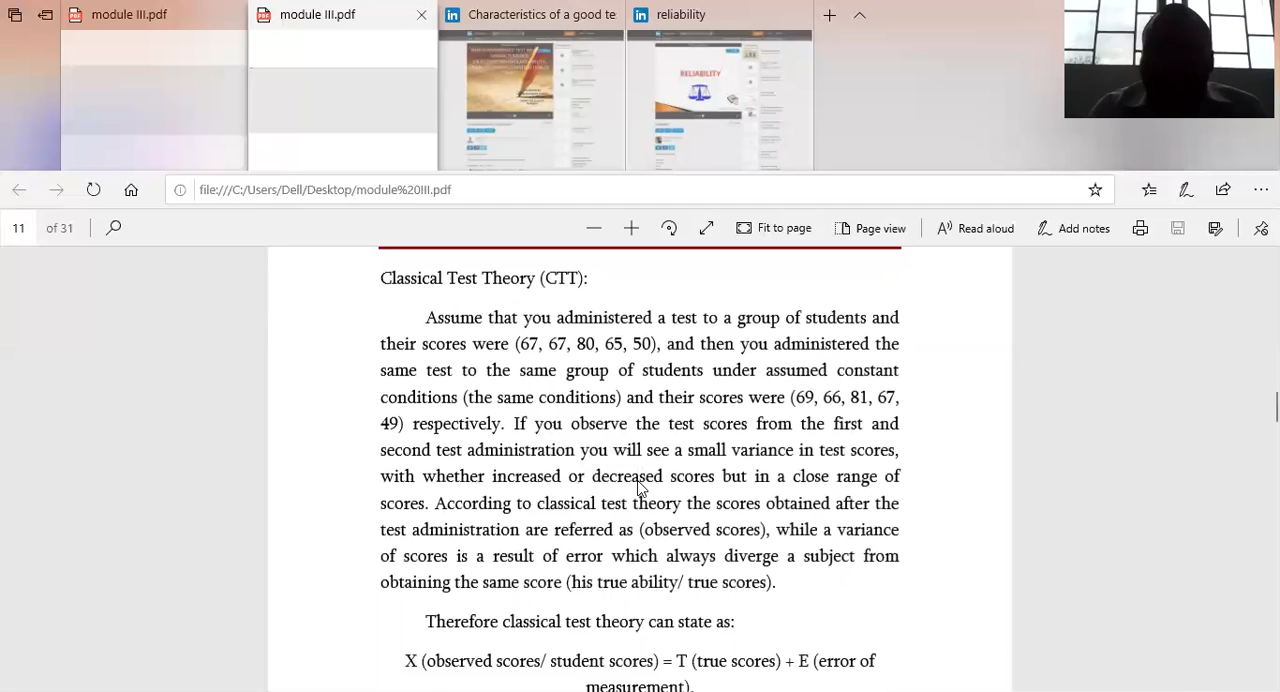 module III.pdf
module III.pdf
Characteristics of a good te
reliability
RELIABILITY
file:///C:/Users/Dell/Desktop/module%20III.pdf
11 of 31
Fit to page
Page view
Read aloud
Add notes
Classical Test Theory (CTT):
Assume that you administered a test to a group of students and
their scores were (67, 67, 80, 65, 50), and then you administered the
same test to the same group of students under assumed constant
conditions (the same conditions) and their scores were (69, 66, 81, 67,
49) respectively. If you observe the test scores from the first and
second test administration you will see a small variance in test scores,
with whether increased or decreased scores but in a close range of
scores. According to classical test theory the scores obtained after the
test administration are referred as (observed scores), while a variance
of scores is a result of error which always diverge a subject from
obtaining the same score (his true ability/ true scores).
Therefore classical test theory can state as:
X (observed scores/ student scores) = T (true scores) + E (error of
measurement).